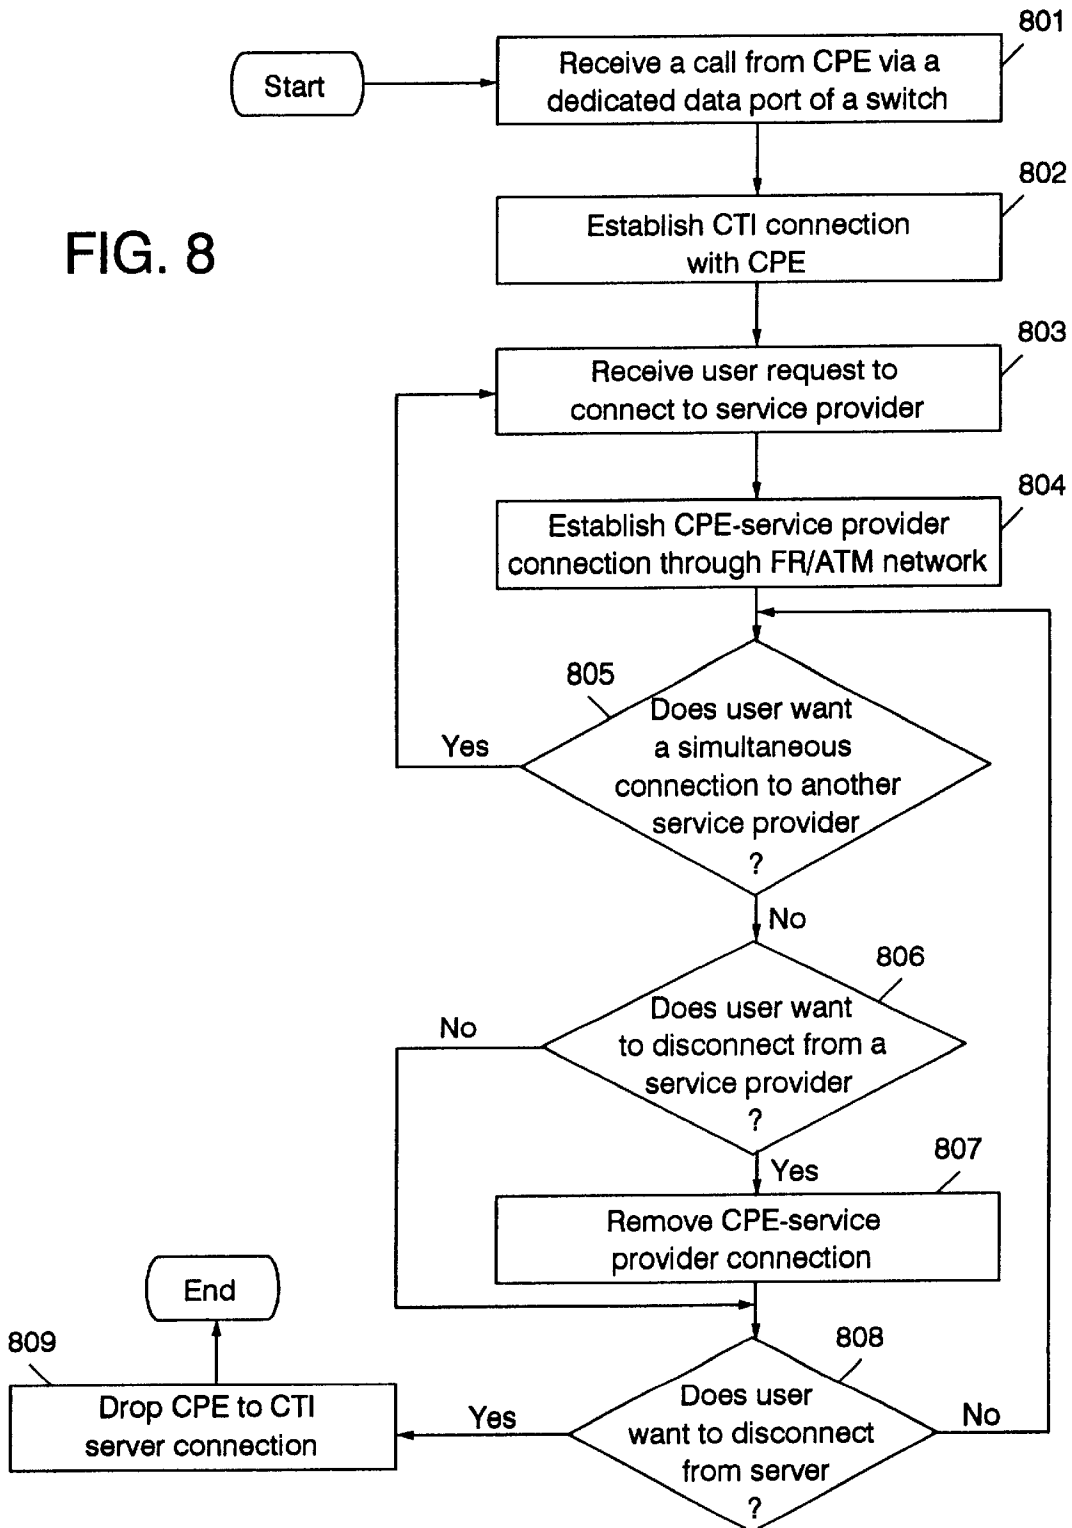 801
Start
Receive a call from CPE via a
dedicated data port of a switch
802
FIG. 8
Establish CTI connection
with CPE
803
Receive user request to
connect to service provider
804
Establish CPE-service provider
connection through FR/ATM network
805
Yes
Does user want
a simultaneous
connection to another
service provider
?
No
806
No
Does user want
to disconnect from a
service provider
?
807
Yes
Remove CPE-service
provider connection
End
808
809
Drop CPE to CTI
server connection
Yes
Does user
want to disconnect
from server
?
No